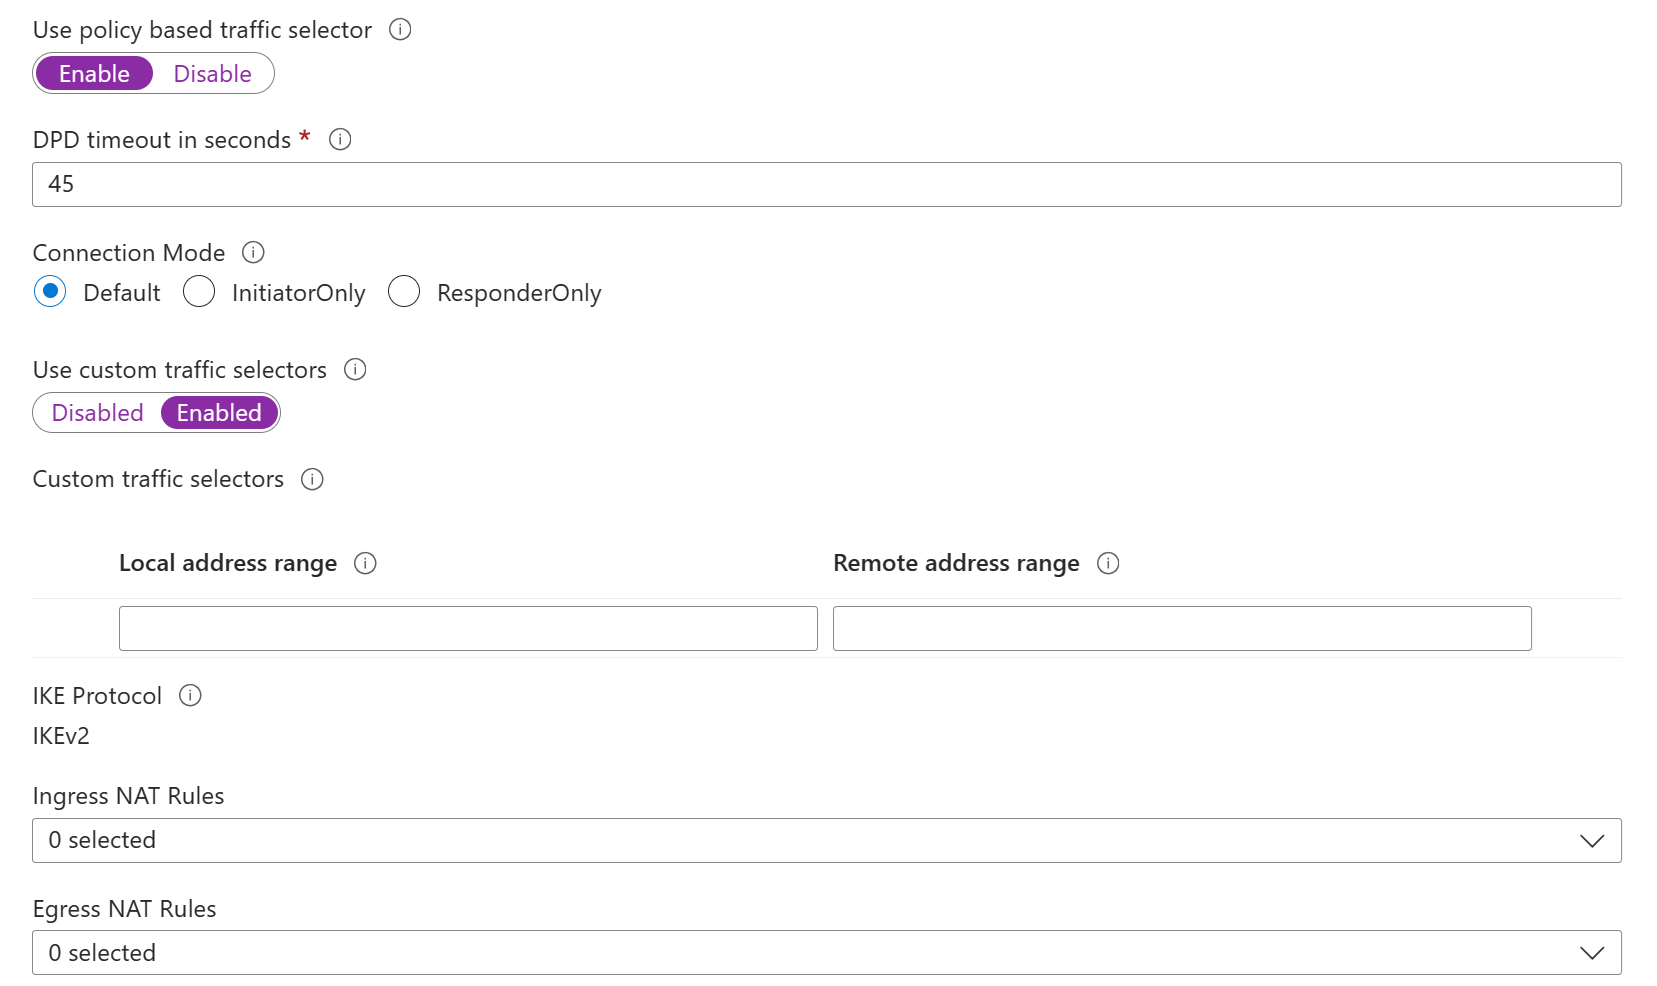 Use policy based traffic selector
Enable Disable
DPD timeout in seconds *
45
Connection Mode
Default InitiatorOnly ResponderOnly
Use custom traffic selectors
Disabled Enabled
Custom traffic selectors
Local address range Remote address range
IKE Protocol
IKEv2
Ingress NAT Rules
0 selected
Egress NAT Rules
0 selected